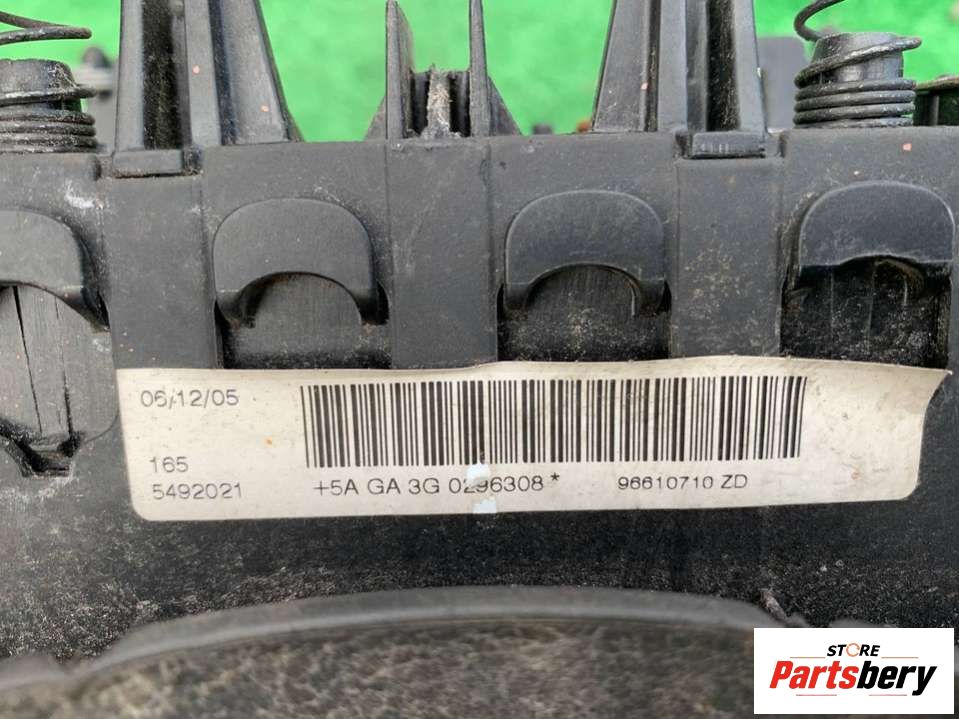 06/12/05
165
5492021
+5A GA 3G 0296308*
96610710 ZD
STORE
Partsbery